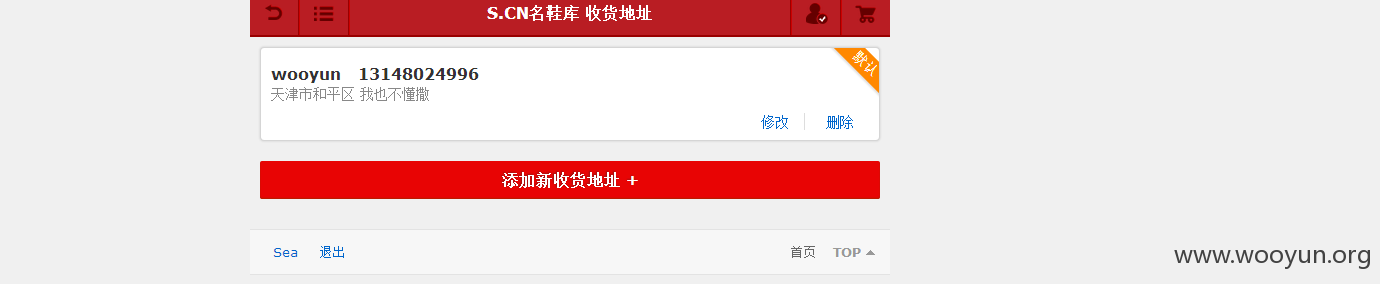 S.CN名鞋库 收货地址
默认
wooyun 13148024996
天津市和平区 我也不懂撒
修改 删除
添加新收货地址 +
Sea 退出 首页 TOP
www.wooyun.org